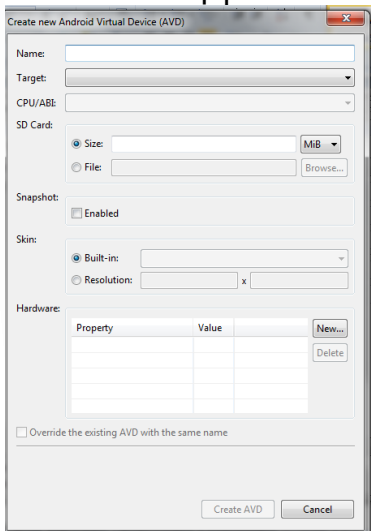 Create new Android Virtual Device (AVD)
Name:
Target:
CPU/ABI:
SD Card:
Size: MiB
File: Browse...
Snapshot:
Enabled
Skin:
Built-in:
Resolution: x
Hardware:
Property Value New...
Delete
Override the existing AVD with the same name
Create AVD Cancel